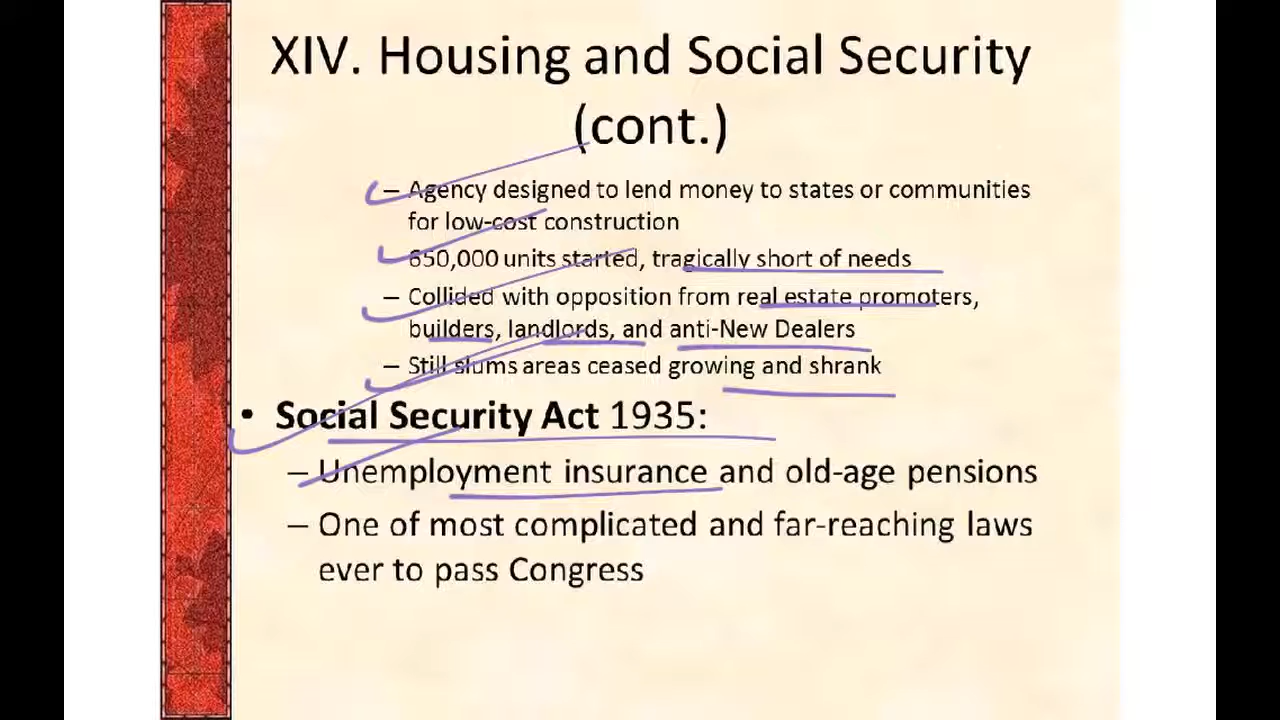 XIV. Housing and Social Security
(cont.)
– Agency designed to lend money to states or communities
for low-cost construction
– 650,000 units started, tragically short of needs
– Collided with opposition from real estate promoters,
builders, landlords, and anti-New Dealers
– Still slums areas ceased growing and shrank
• Social Security Act 1935:
– Unemployment insurance and old-age pensions
– One of most complicated and far-reaching laws
ever to pass Congress